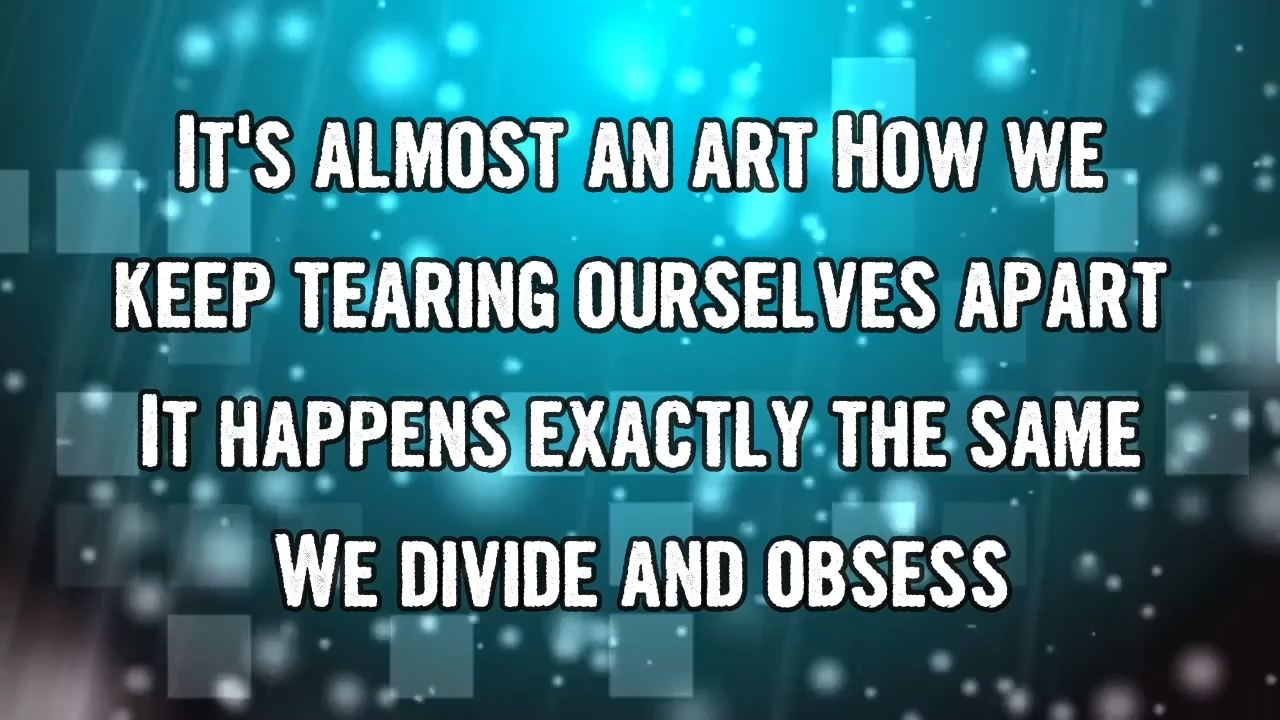 It's almost an art How we
keep tearing ourselves apart
It happens exactly the same
We divide and obsess